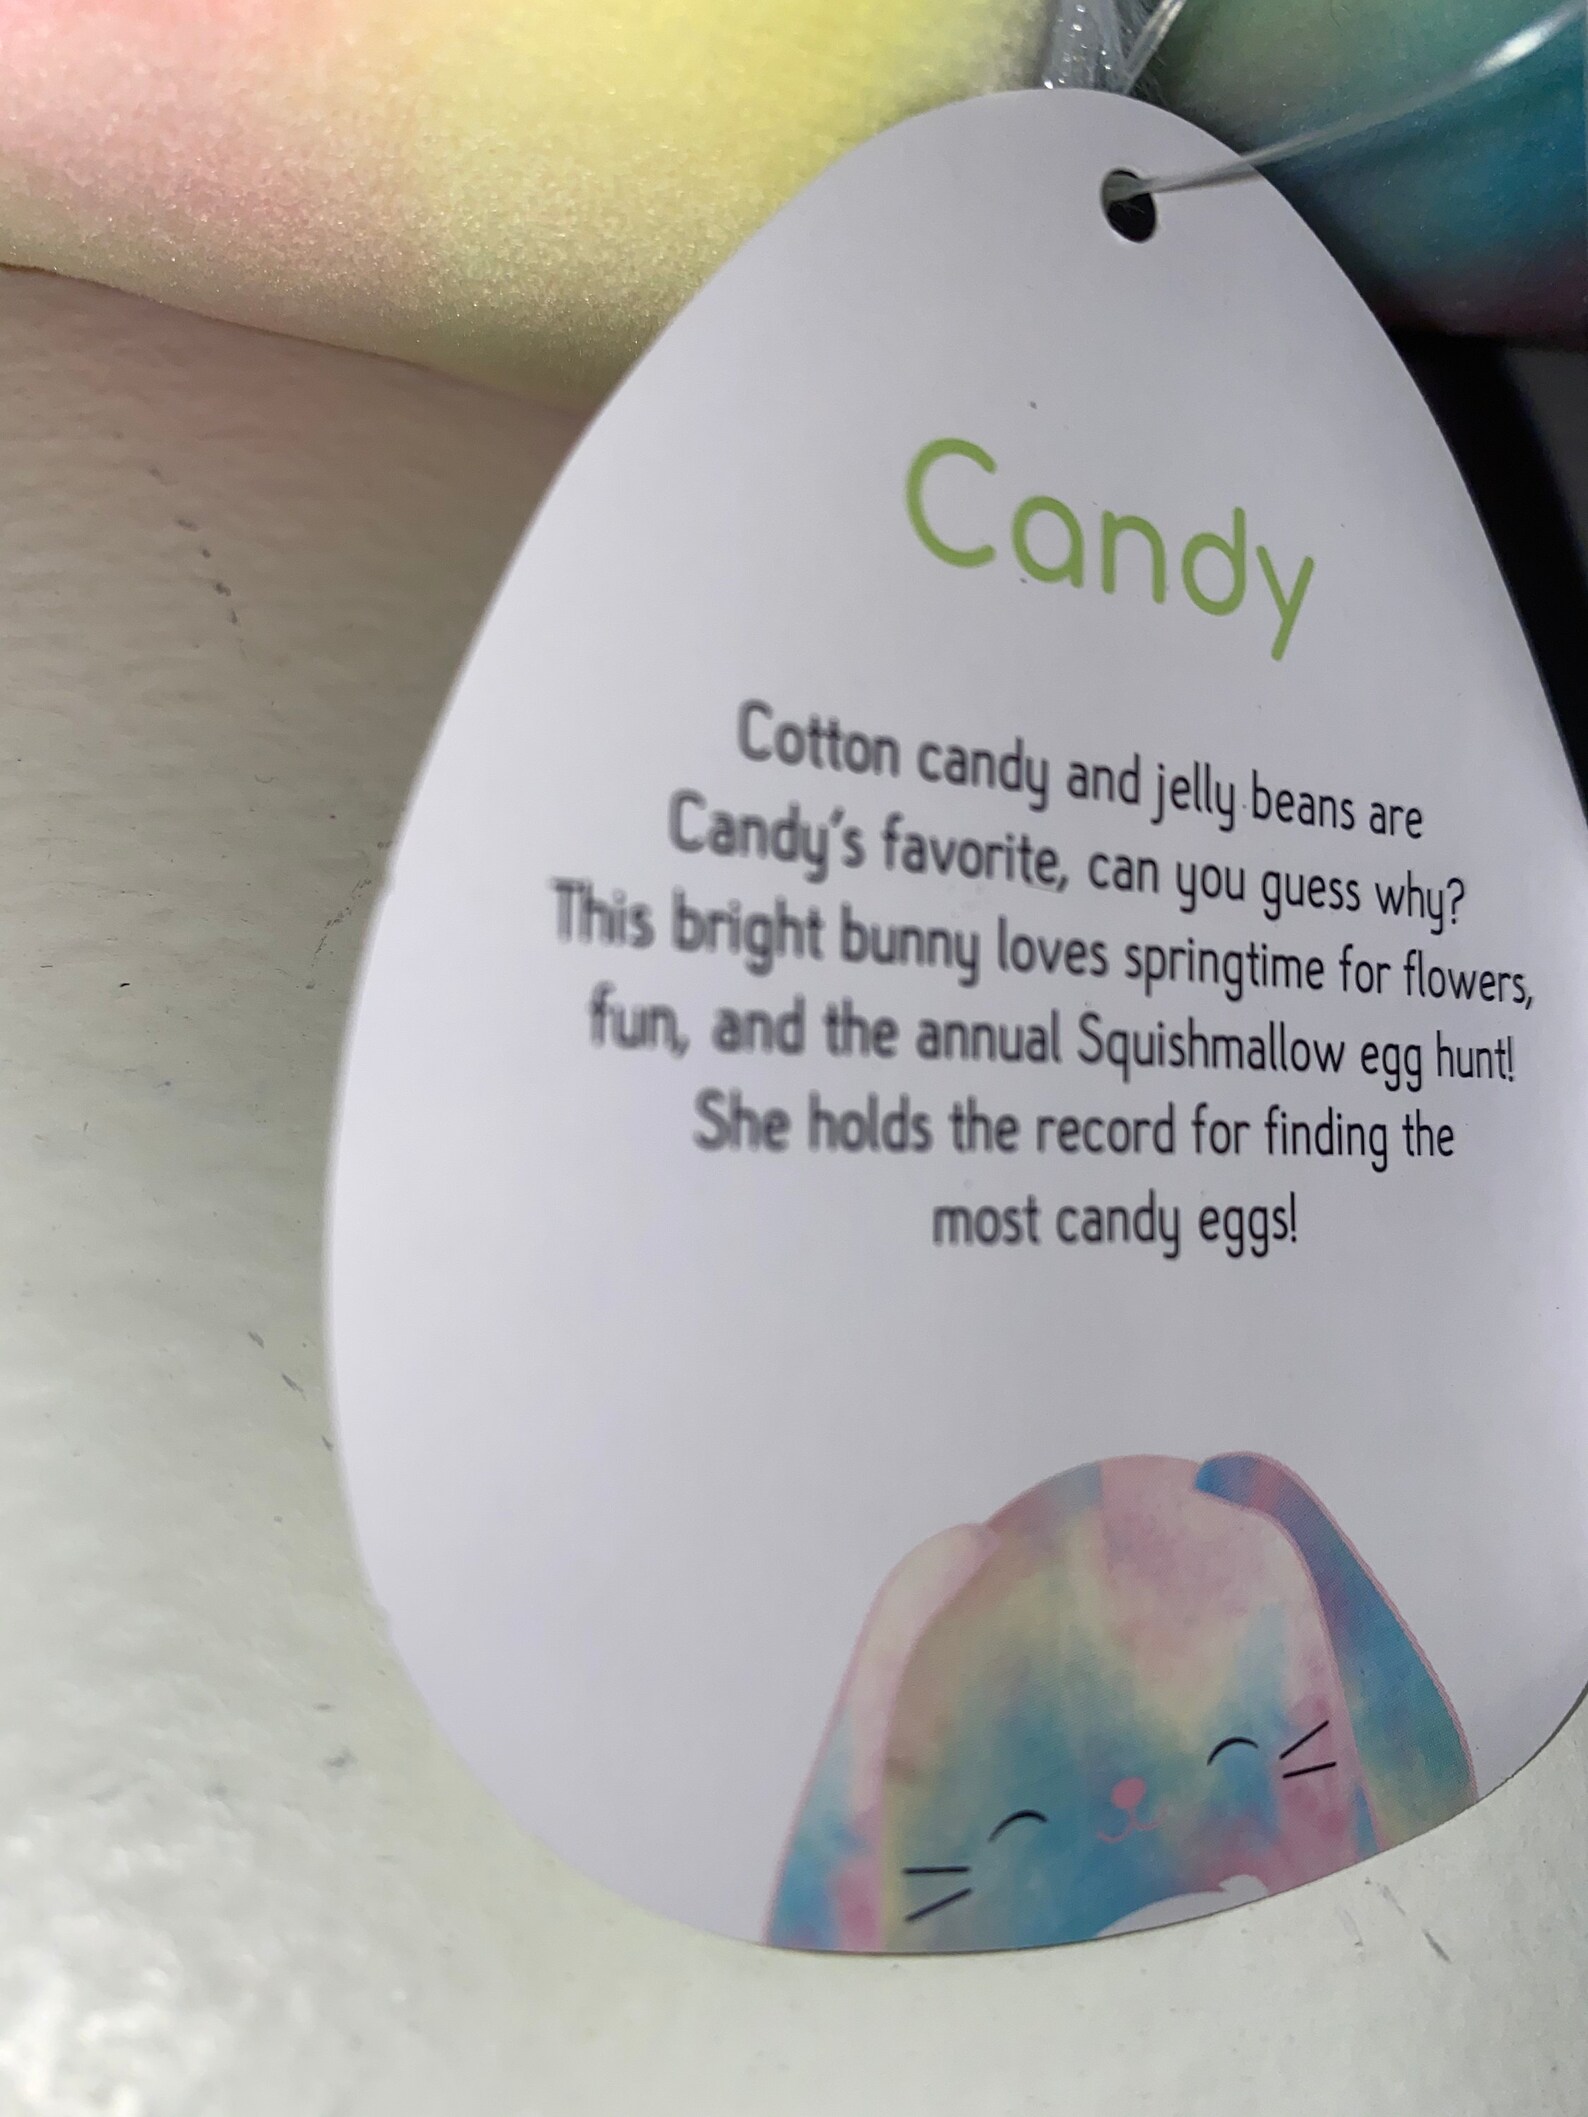 Candy
Cotton candy and jelly beans are
Candy's favorite, can you guess why?
This bright bunny loves springtime for flowers,
fun, and the annual Squishmallow egg hunt!
She holds the record for finding the
most candy eggs!